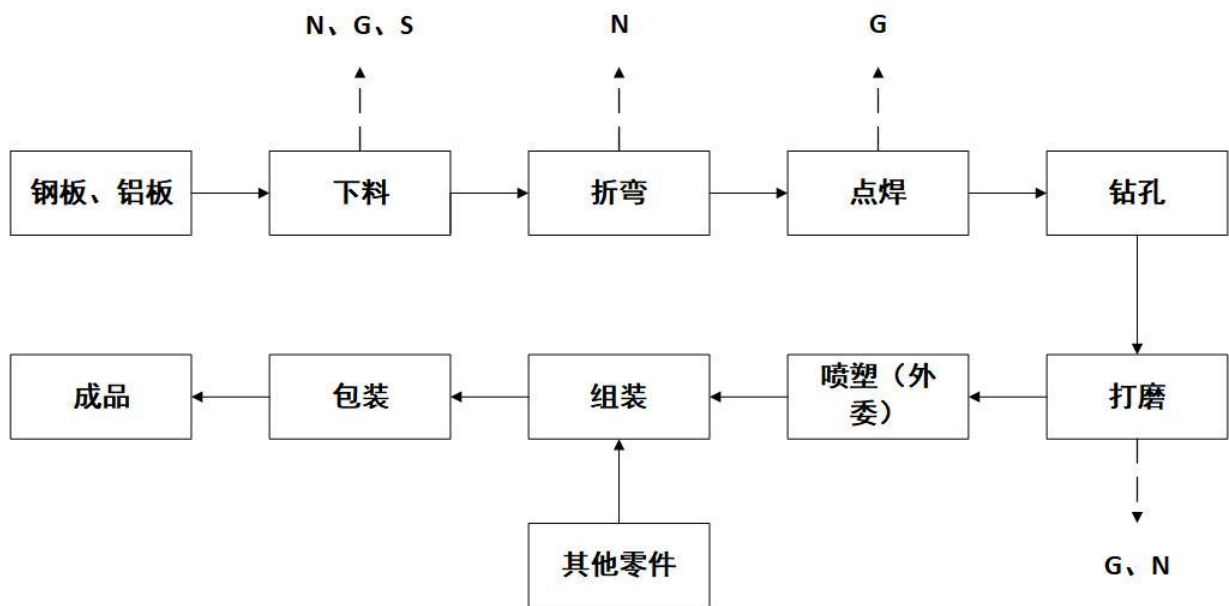 N、G、S
N
G
钢板、铝板
下料
折弯
点焊
钻孔
成品
包装
组装
喷塑（外
委）
打磨
其他零件
G、N